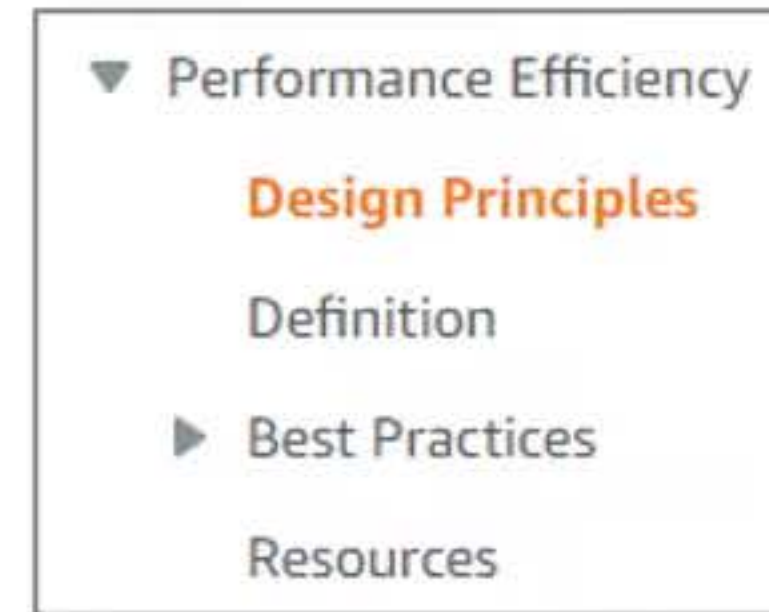 Performance Efficiency
Design Principles
Definition
Best Practices
Resources